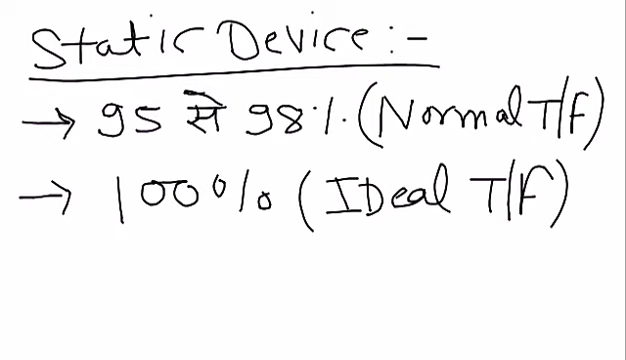 Static Device :-
→ 95 से 98% (Normal T/F)
→ 100% (IDeal T/F)